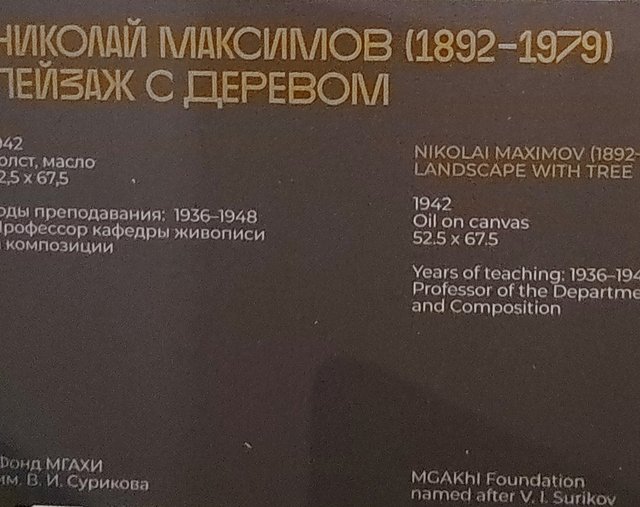 НИКОЛАЙ МАКСИМОВ (1892–1979)
ПЕЙЗАЖ С ДЕРЕВОМ
942
олст, масло
2,5 x 67,5
оды преподавания: 1936–1948
Профессор кафедры живописи
композиции
Фонд МГАХИ
им. В. И. Сурикова
NIKOLAI MAXIMOV (1892–
LANDSCAPE WITH TREE
1942
Oil on canvas
52.5 x 67.5
Years of teaching: 1936–194
Professor of the Departme
and Composition
MGAKhI Foundation
named after V. I. Surikov